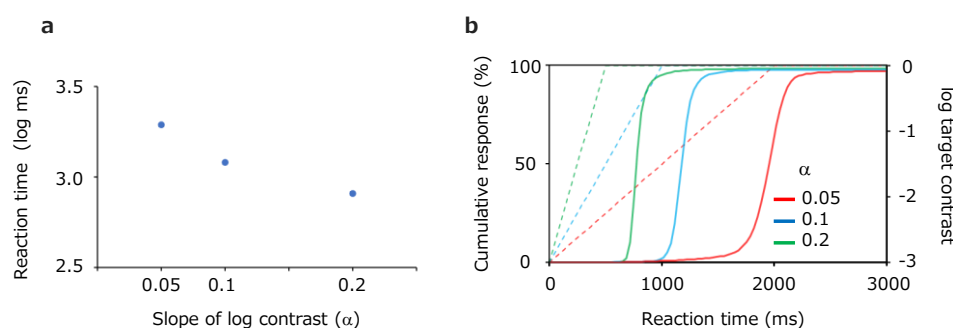 a
Reaction time (log ms)
3.5
3.0
2.5
0.05
0.1
0.2
Slope of log contrast (α)
b
Cumulative response (%)
100
50
0
0
1000
2000
3000
Reaction time (ms)
0
−1
−2
−3
log target contrast
α
0.05
0.1
0.2